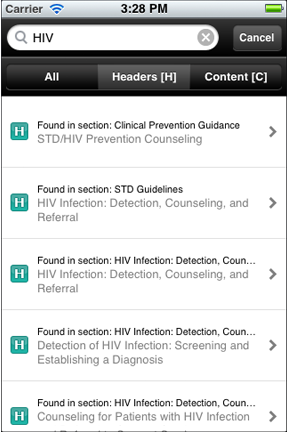 Carrier 3:28 PM
HIV Cancel
All Headers [H] Content [C]
Found in section: Clinical Prevention Guidance
H STD/HIV Prevention Counseling
Found in section: STD Guidelines
H HIV Infection: Detection, Counseling, and
Referral
Found in section: HIV Infection: Detection, Coun…
H HIV Infection: Detection, Counseling, and
Referral
Found in section: HIV Infection: Detection, Coun…
H Detection of HIV Infection: Screening and
Establishing a Diagnosis
Found in section: HIV Infection: Detection, Coun…
H Counseling for Patients with HIV Infection